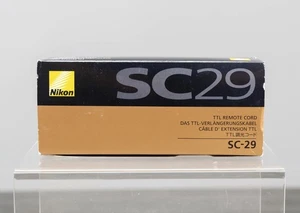 Nikon
SC29
TTL REMOTE CORD
DAS TTL-VERLÄNGERUNGSKABEL
CÂBLE D' EXTENSION TTL
TTL調光コード
SC-29